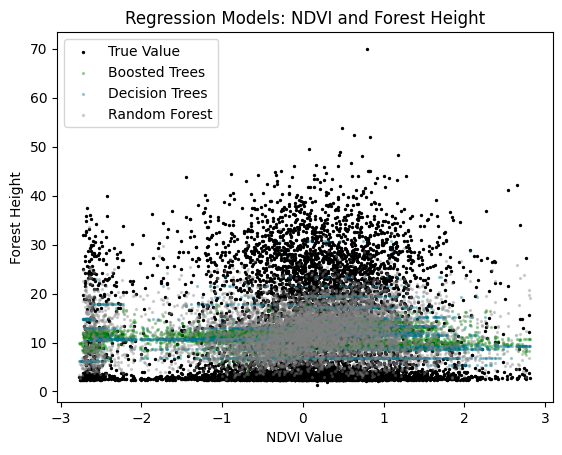 Regression Models: NDVI and Forest Height
True Value
Boosted Trees
Decision Trees
Random Forest
Forest Height
70
60
50
40
30
20
10
0
−3
−2
−1
0
1
2
3
NDVI Value